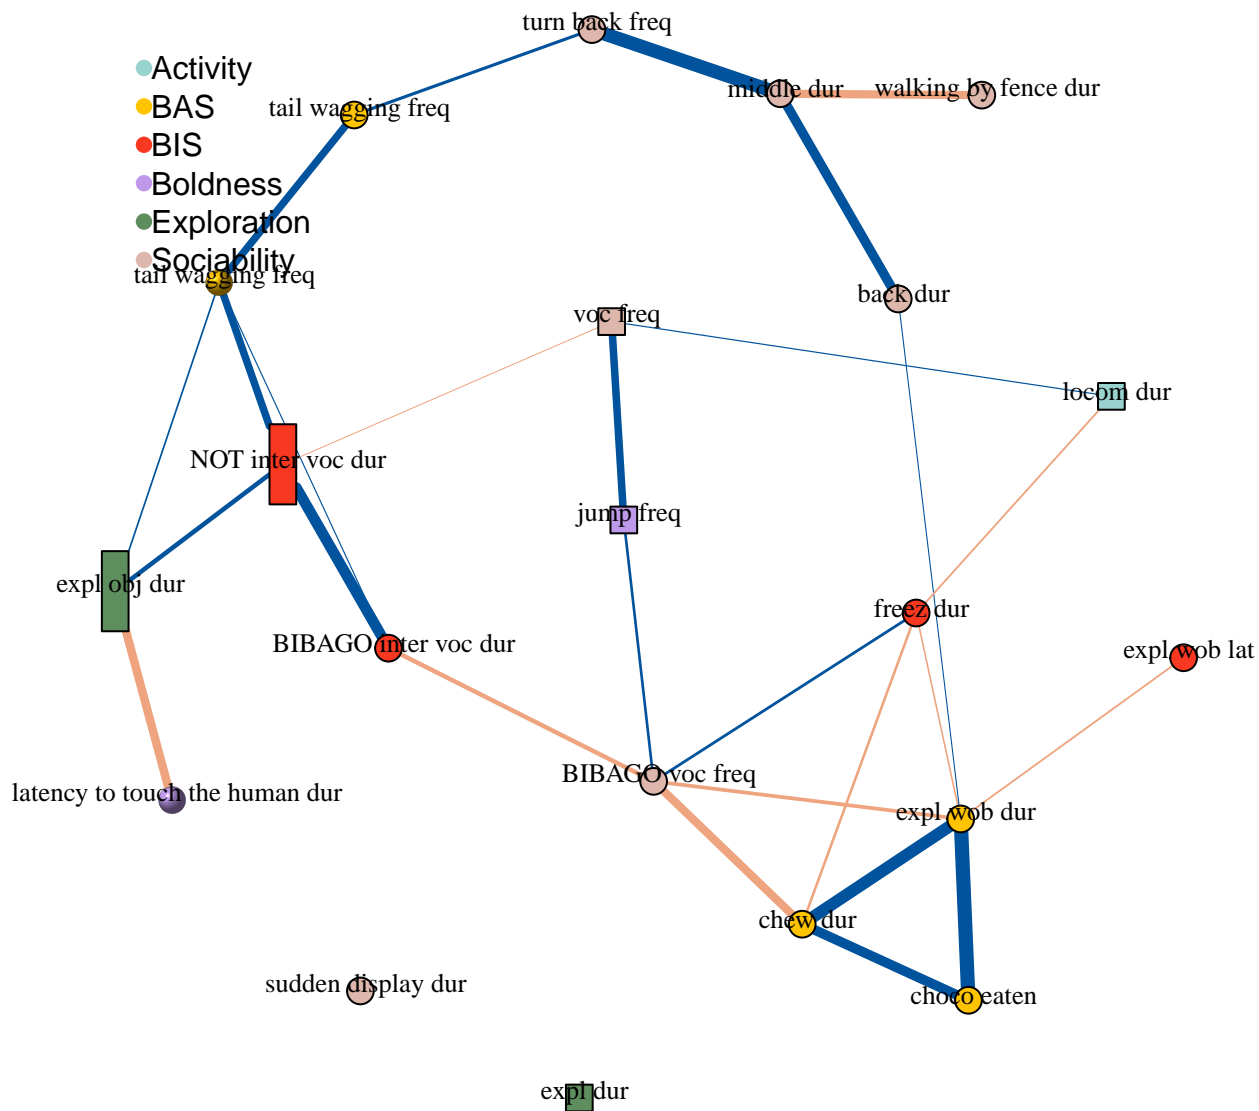 turn back freq
Activity
middle dur
walking by fence dur
BAS
tail wagging freq
BIS
Boldness
Exploration
Sociability
tail wagging freq
back dur
voc freq
locom dur
NOT inter voc dur
jump freq
expl obj dur
freez dur
BIBAGO inter voc dur
expl wob lat
BIBAGO voc freq
latency to touch the human dur
expl wob dur
chew dur
sudden display dur
choco eaten
expl dur